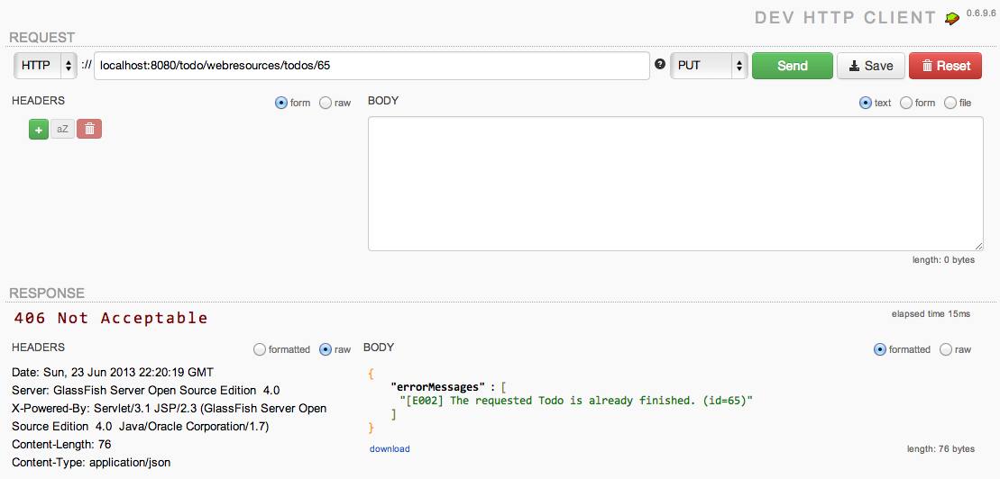 DEV HTTP CLIENT 0.6.9.6
REQUEST
HTTP :// localhost:8080/todo/webresources/todos/65 ? PUT Send Save Reset
HEADERS form raw BODY text form file
+ aZ
length: 0 bytes
RESPONSE
406 Not Acceptable elapsed time 15ms
HEADERS formatted raw BODY formatted raw
Date: Sun, 23 Jun 2013 22:20:19 GMT
Server: GlassFish Server Open Source Edition 4.0
X-Powered-By: Servlet/3.1 JSP/2.3 (GlassFish Server Open
Source Edition 4.0 Java/Oracle Corporation/1.7)
Content-Length: 76
Content-Type: application/json
{
"errorMessages" : [
"[E002] The requested Todo is already finished. (id=65)"
]
}
download length: 76 bytes